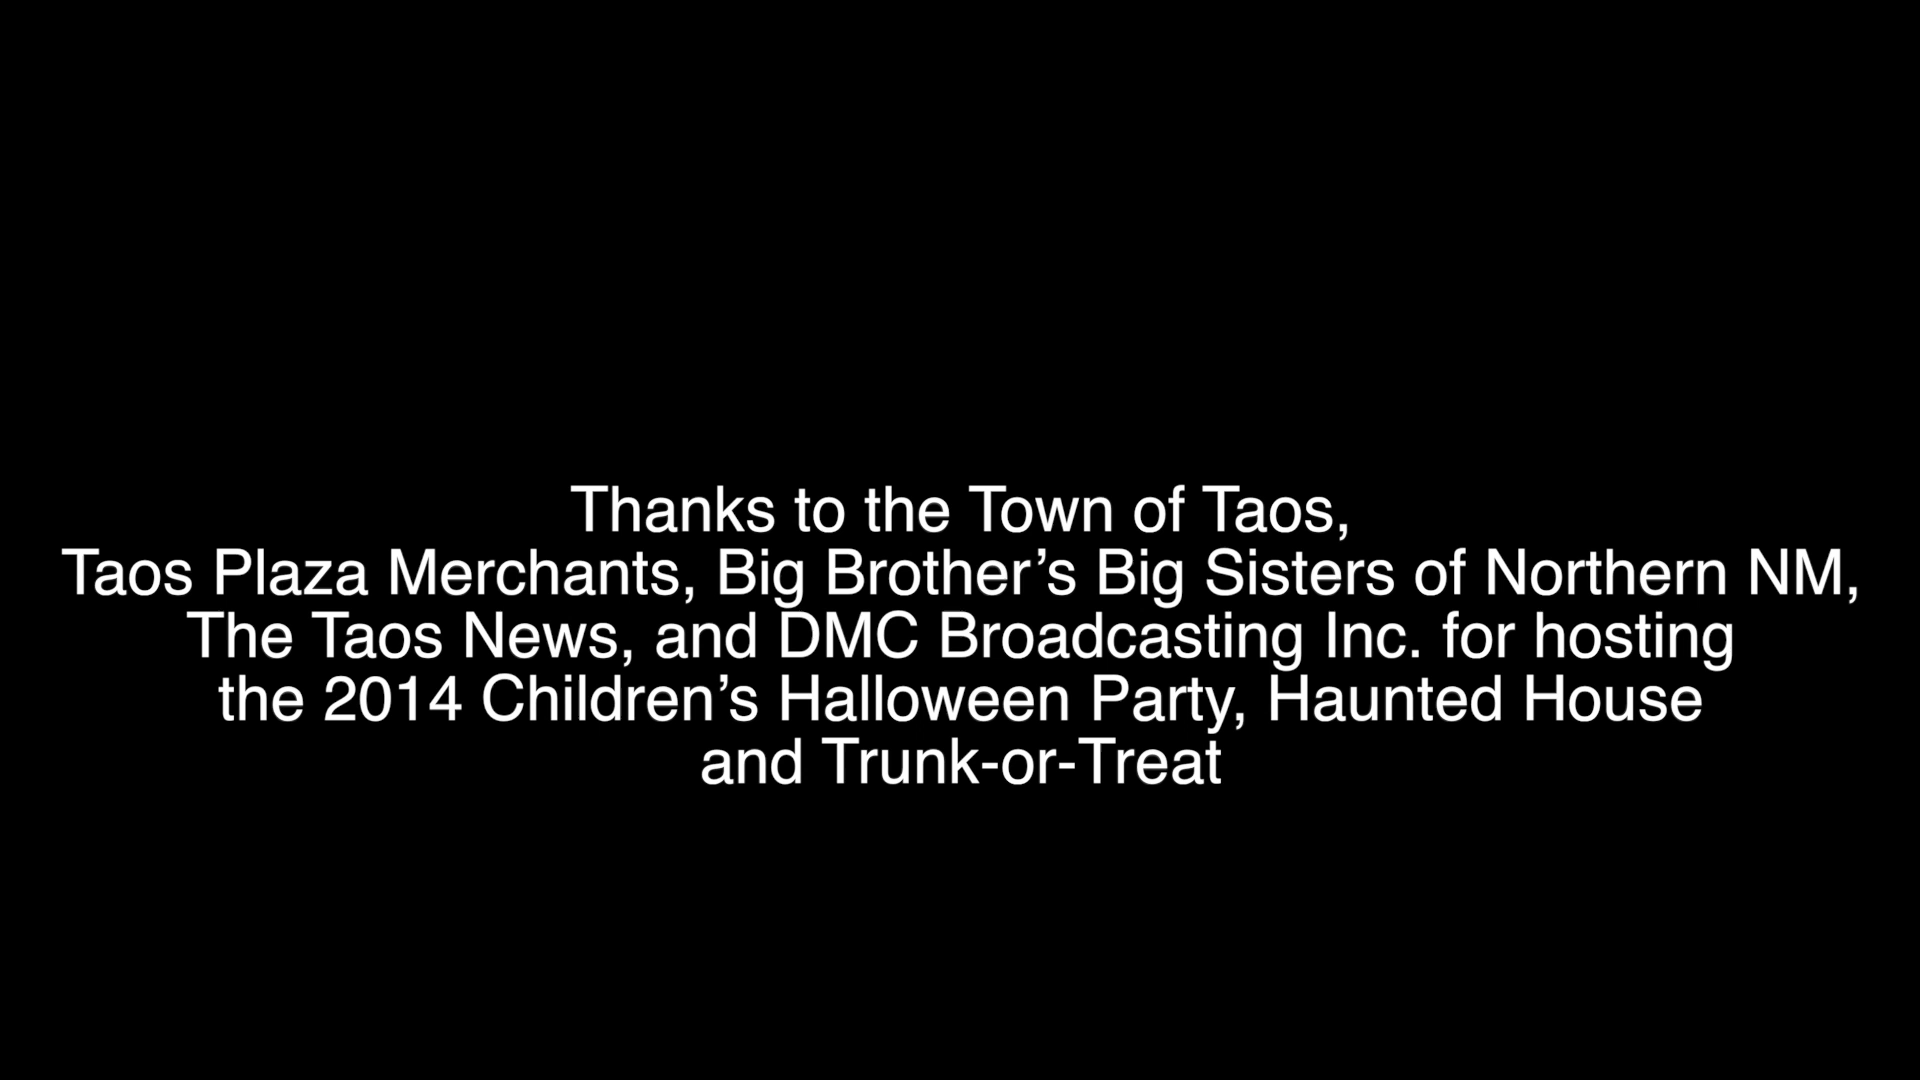 Thanks to the Town of Taos,
Taos Plaza Merchants, Big Brother’s Big Sisters of Northern NM,
The Taos News, and DMC Broadcasting Inc. for hosting
the 2014 Children’s Halloween Party, Haunted House
and Trunk-or-Treat